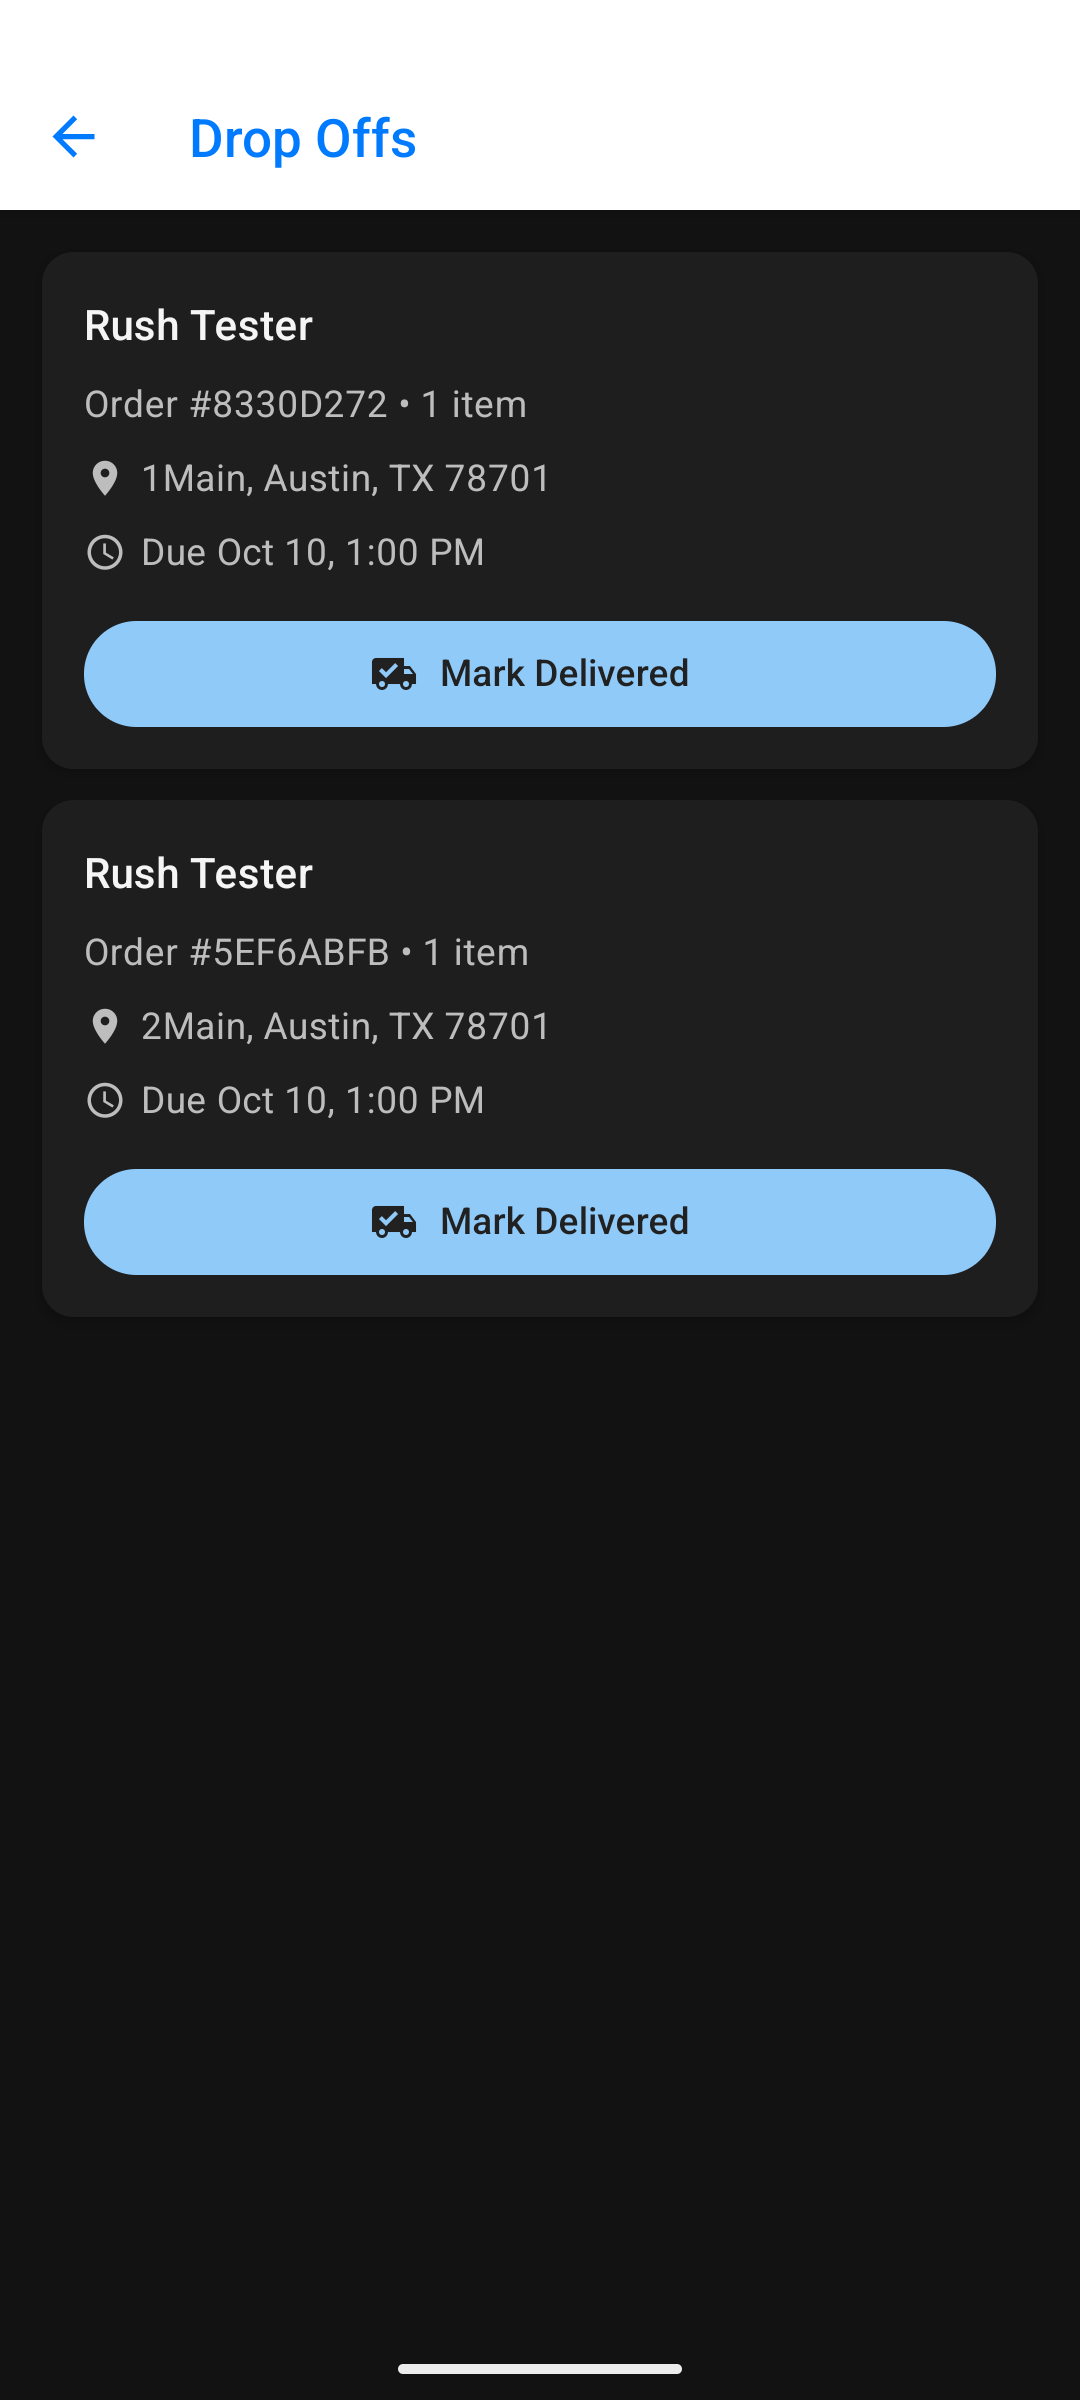 Drop Offs
Rush Tester
Order #8330D272 • 1 item
1Main, Austin, TX 78701
Due Oct 10, 1:00 PM
Mark Delivered
Rush Tester
Order #5EF6ABFB • 1 item
2Main, Austin, TX 78701
Due Oct 10, 1:00 PM
Mark Delivered